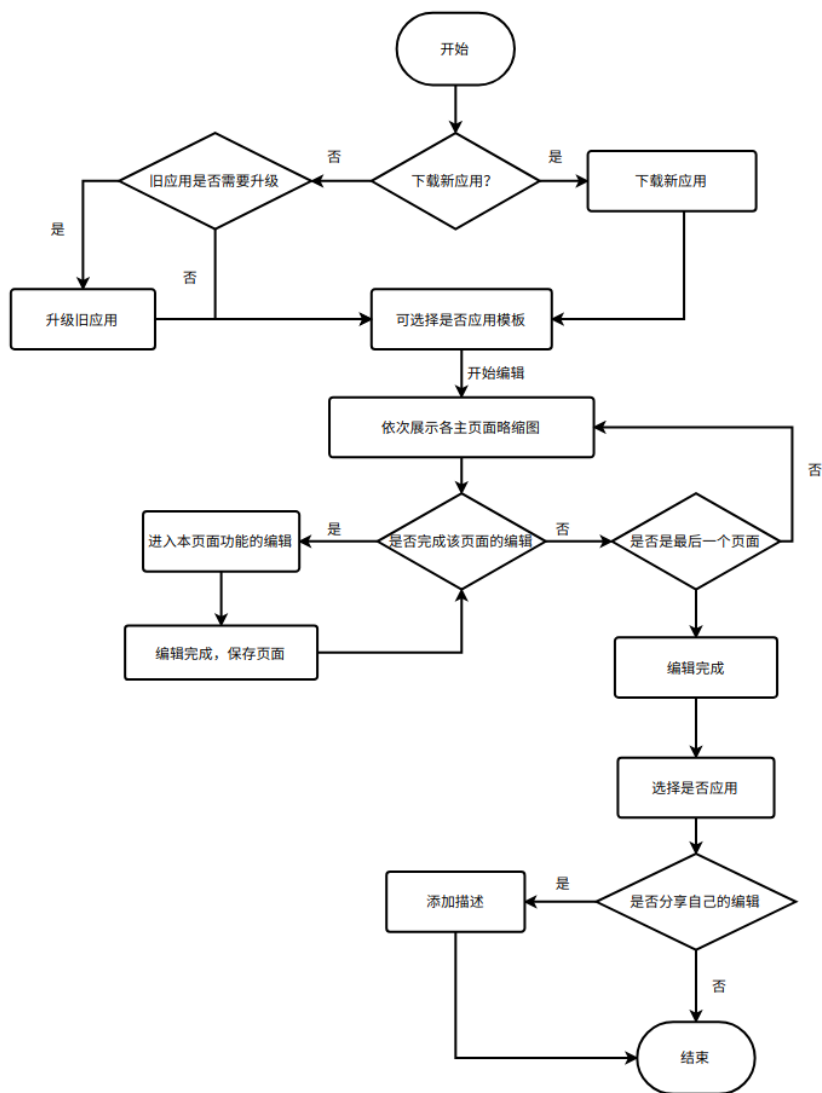 开始
否
是
旧应用是否需要升级
下载新应用？
下载新应用
是
否
升级旧应用
可选择是否应用模板
开始编辑
依次展示各主页面略缩图
否
是
否
进入本页面功能的编辑
是否完成该页面的编辑
是否是最后一个页面
编辑完成，保存页面
编辑完成
选择是否应用
是
添加描述
是否分享自己的编辑
否
结束